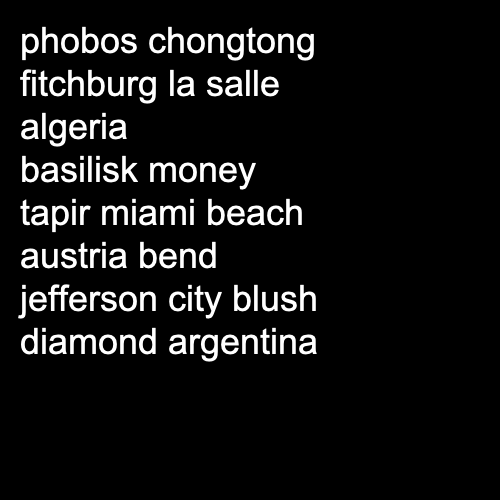 phobos chongtong
fitchburg la salle
algeria
basilisk money
tapir miami beach
austria bend
jefferson city blush
diamond argentina